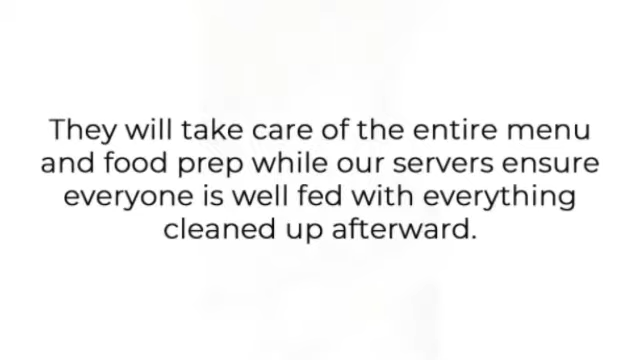 They will take care of the entire menu
and food prep while our servers ensure
everyone is well fed with everything
cleaned up afterward.